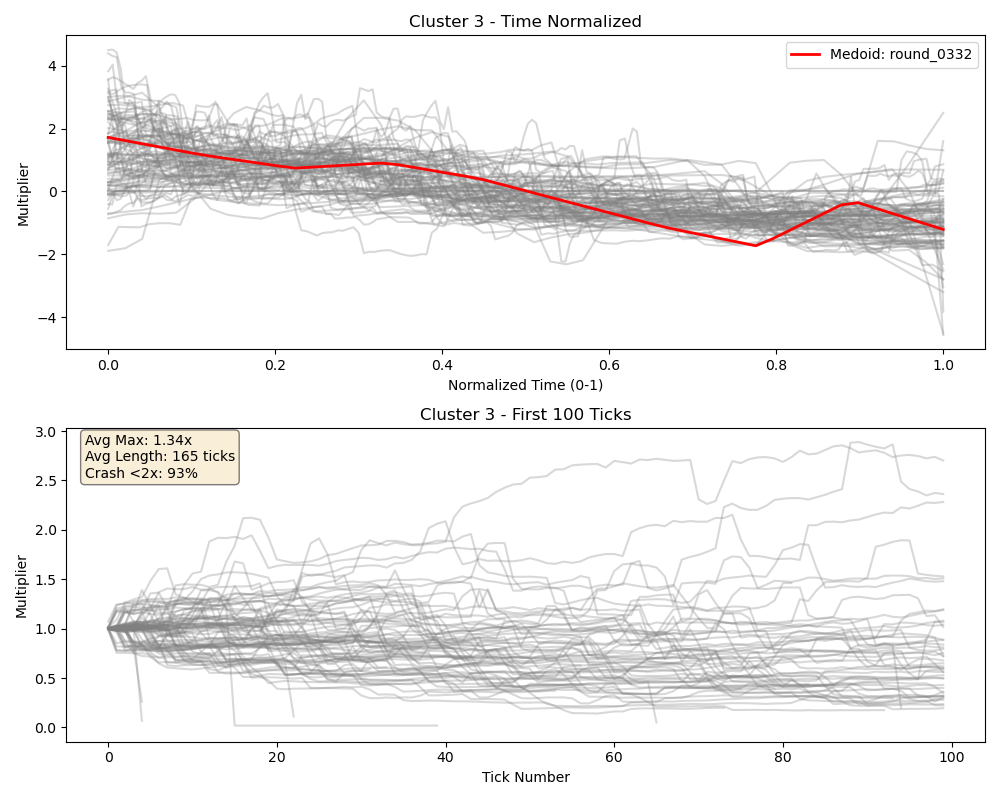 Cluster 3 - Time Normalized
Multiplier
4
2
0
−2
−4
Medoid: round_0332
0.0 0.2 0.4 0.6 0.8 1.0
Normalized Time (0-1)
Cluster 3 - First 100 Ticks
Multiplier
3.0
2.5
2.0
1.5
1.0
0.5
0.0
Avg Max: 1.34x
Avg Length: 165 ticks
Crash <2x: 93%
0 20 40 60 80 100
Tick Number